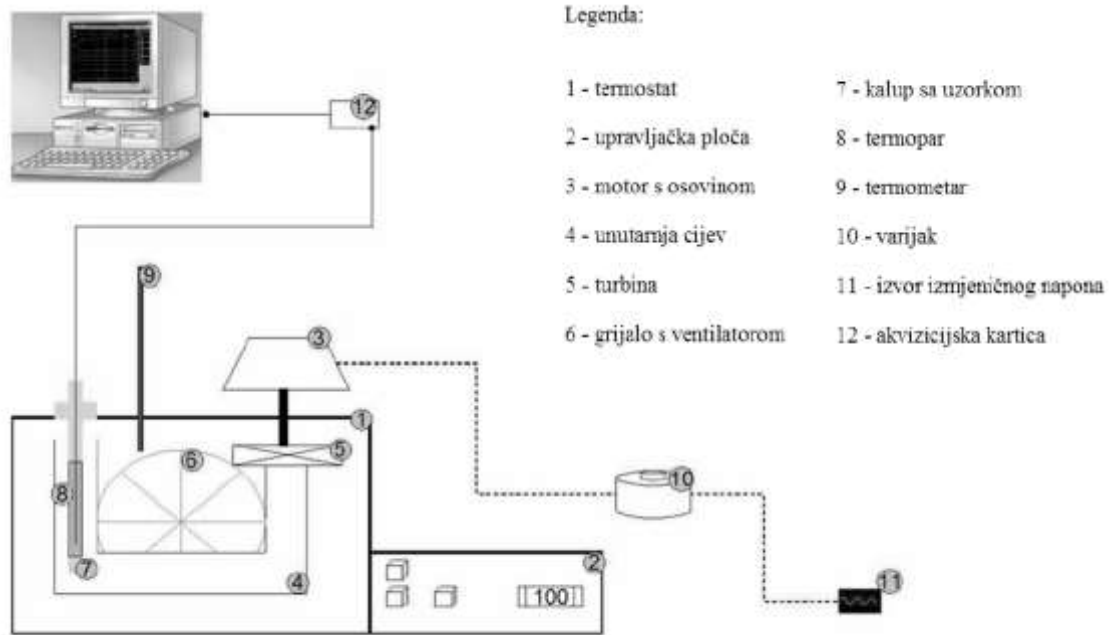 Legenda:
1 - termostat
2 - upravljačka ploča
3 - motor s osovinom
4 - unutarnja cijev
5 - turbina
6 - grijalo s ventilatorom
7 - kalup sa uzorkom
8 - termopar
9 - termometar
10 - varijak
11 - izvor izmjeničnog napona
12 - akvizicijska kartica
12
9
3
1
6
5
8
10
7
4
2
100
11